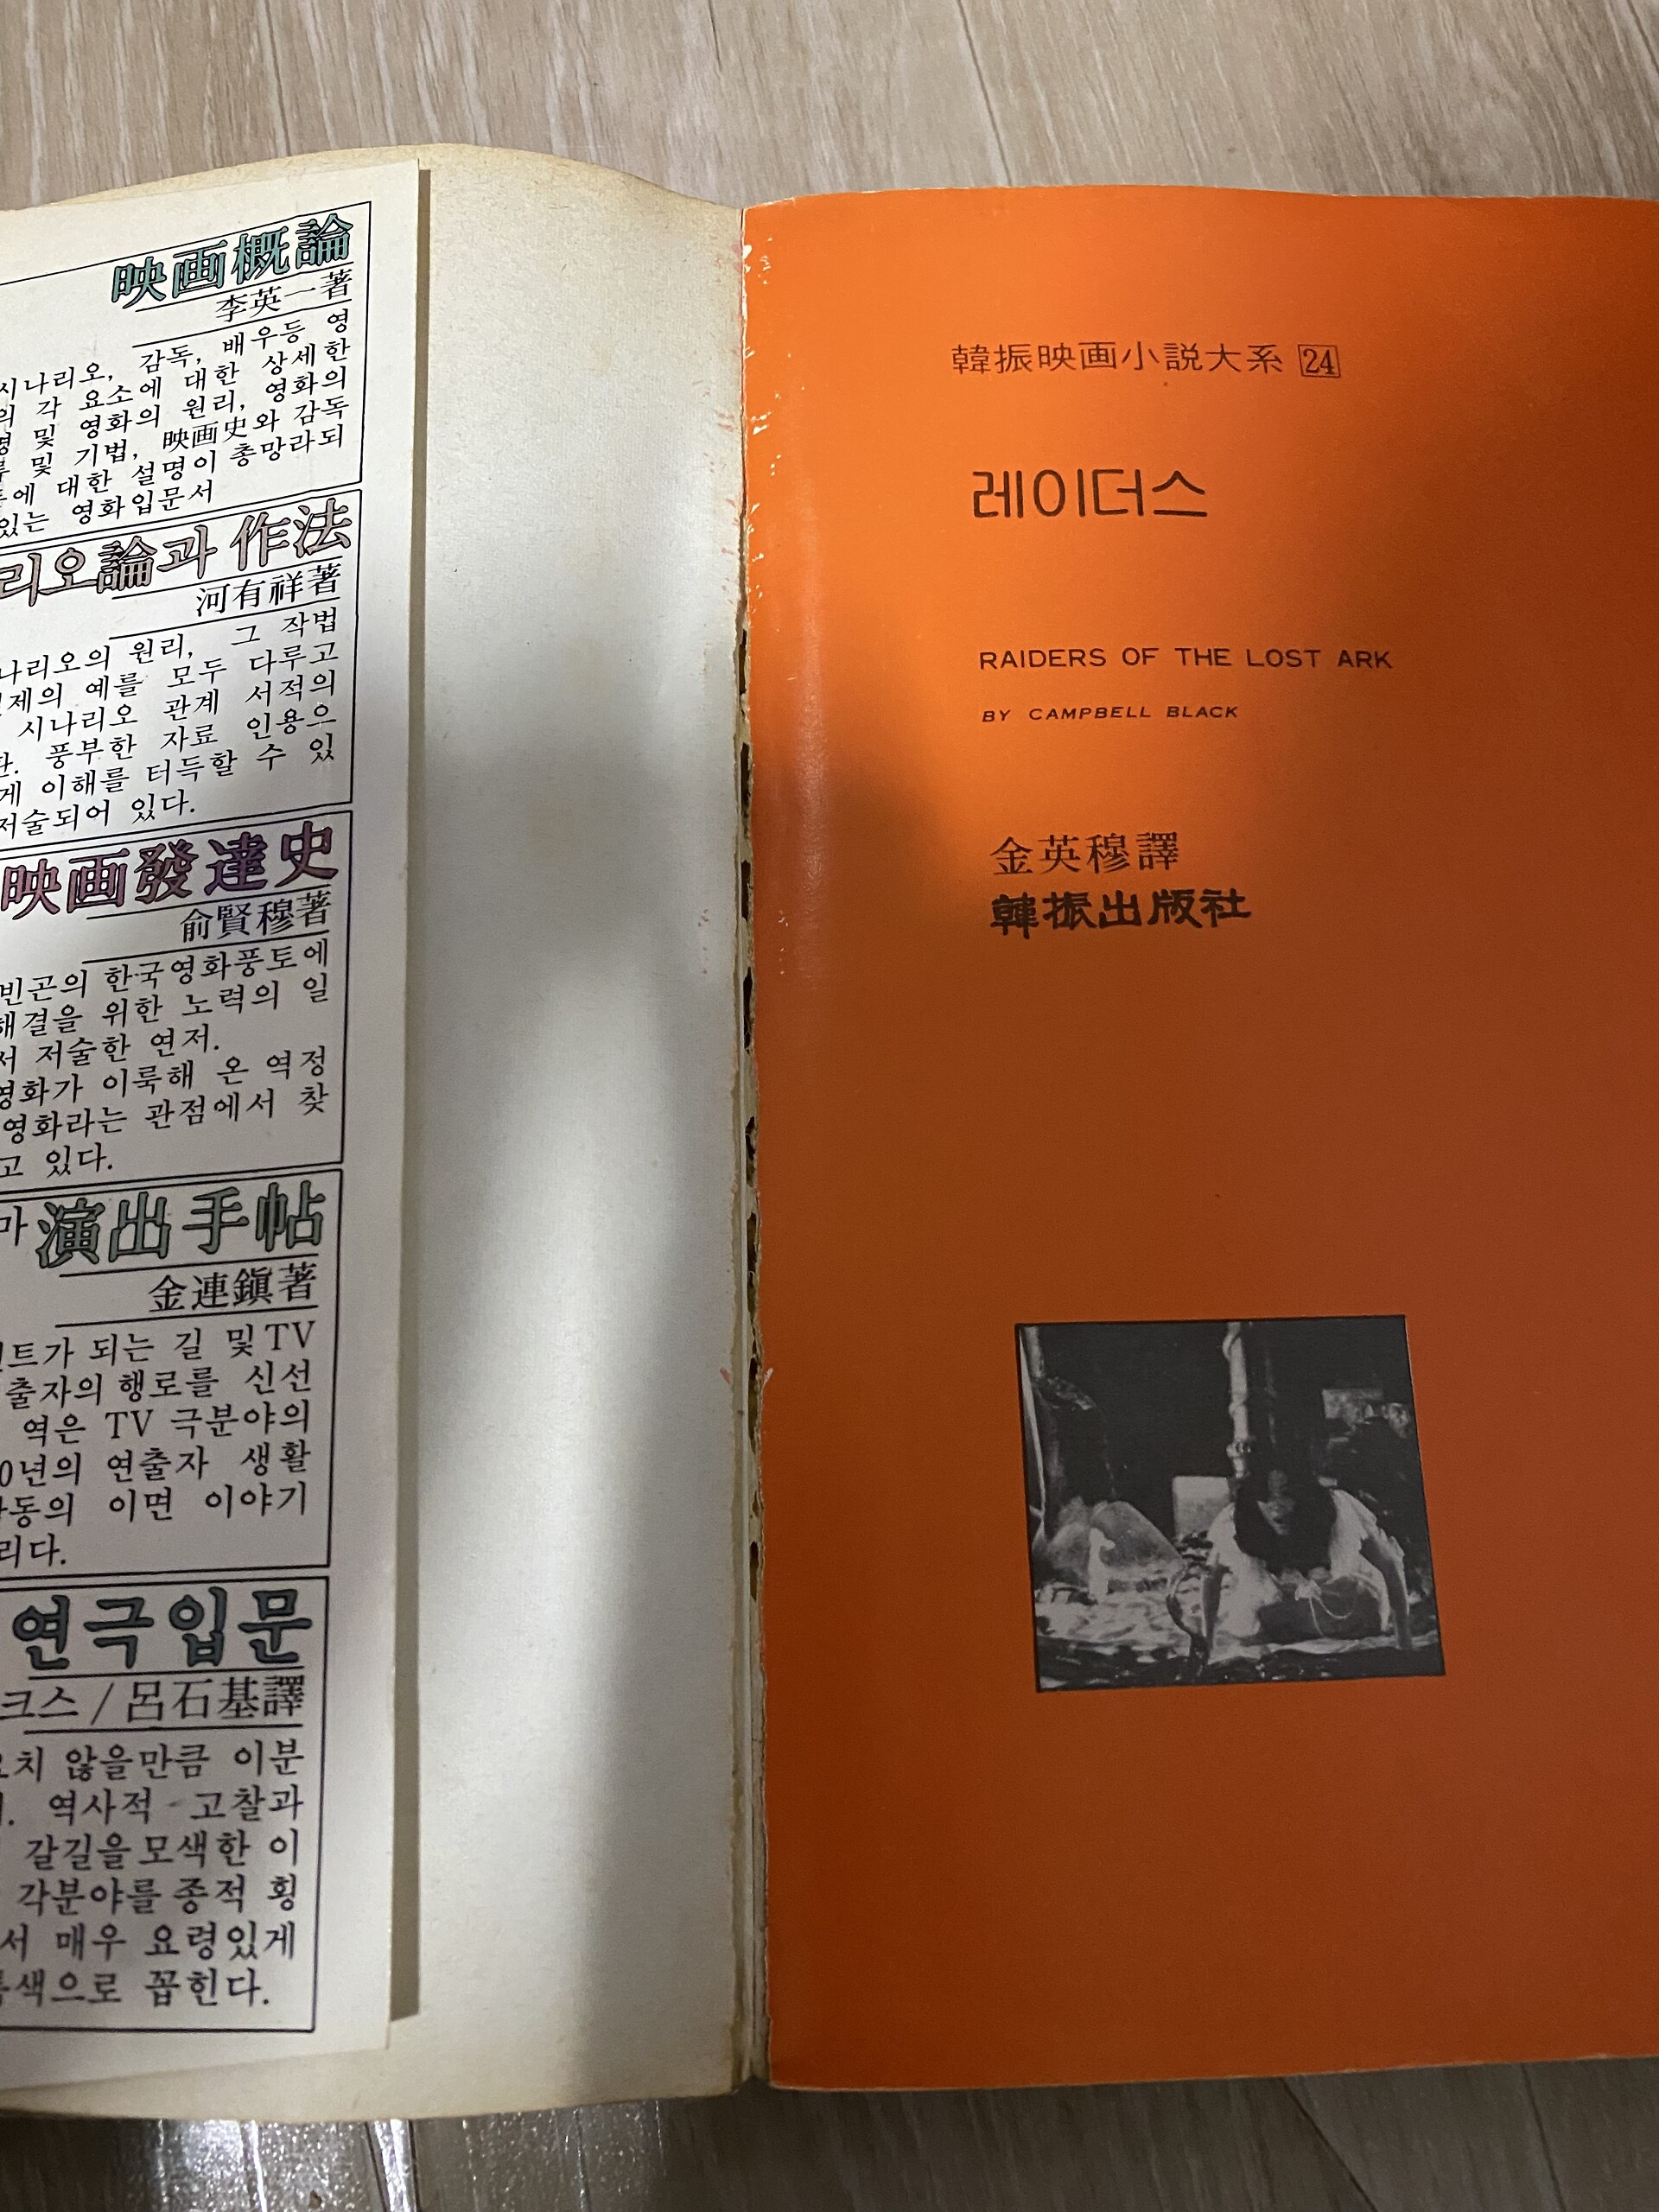 映画概論
李英一著
시나리오, 감독, 배우등 영
각 요소에 대한 상세한
및 영화의 원리, 영화의
및 기법, 映画史와 감독
에 대한 설명이 총망라되
있는 영화입문서
리오論과 作法
河有祥著
나리오의 원리, 그 작법
제의 예를 모두 다루고
시나리오 관계 서적의
풍부한 자료 인용으
게 이해를 터득할 수 있
저술되어 있다.
映画發達史
兪賢穆著
빈곤의 한국영화풍토에
해결을 위한 노력의 일
서 저술한 연저.
영화가 이룩해 온 역정
영화라는 관점에서 찾
고 있다.
마 演出手帖
金連鎭著
트가 되는 길 및 TV
출자의 행로를 신선
역은 TV 극분야의
0년의 연출자 생활
동의 이면 이야기
리다.
연극입문
크스 / 呂石基譯
치 않을만큼 이분
역사적 고찰과
갈길을 모색한 이
각분야를 종적 횡
서 매우 요령있게
색으로 꼽힌다.
韓振映画小説大系 24
레이더스
RAIDERS OF THE LOST ARK
BY CAMPBELL BLACK
金英穆譯
韓振出版社